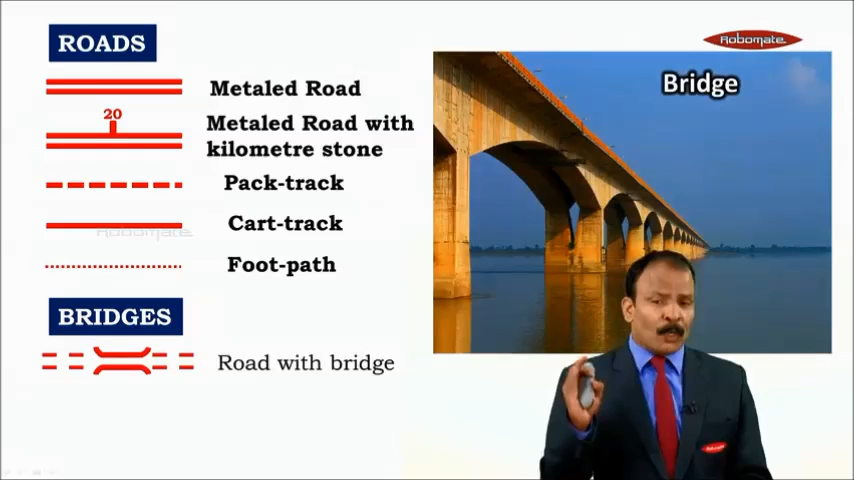 ROADS
Robomate
Bridge
Metaled Road
20
Metaled Road with
kilometre stone
Pack-track
Cart-track
Robomate
Foot-path
BRIDGES
Road with bridge